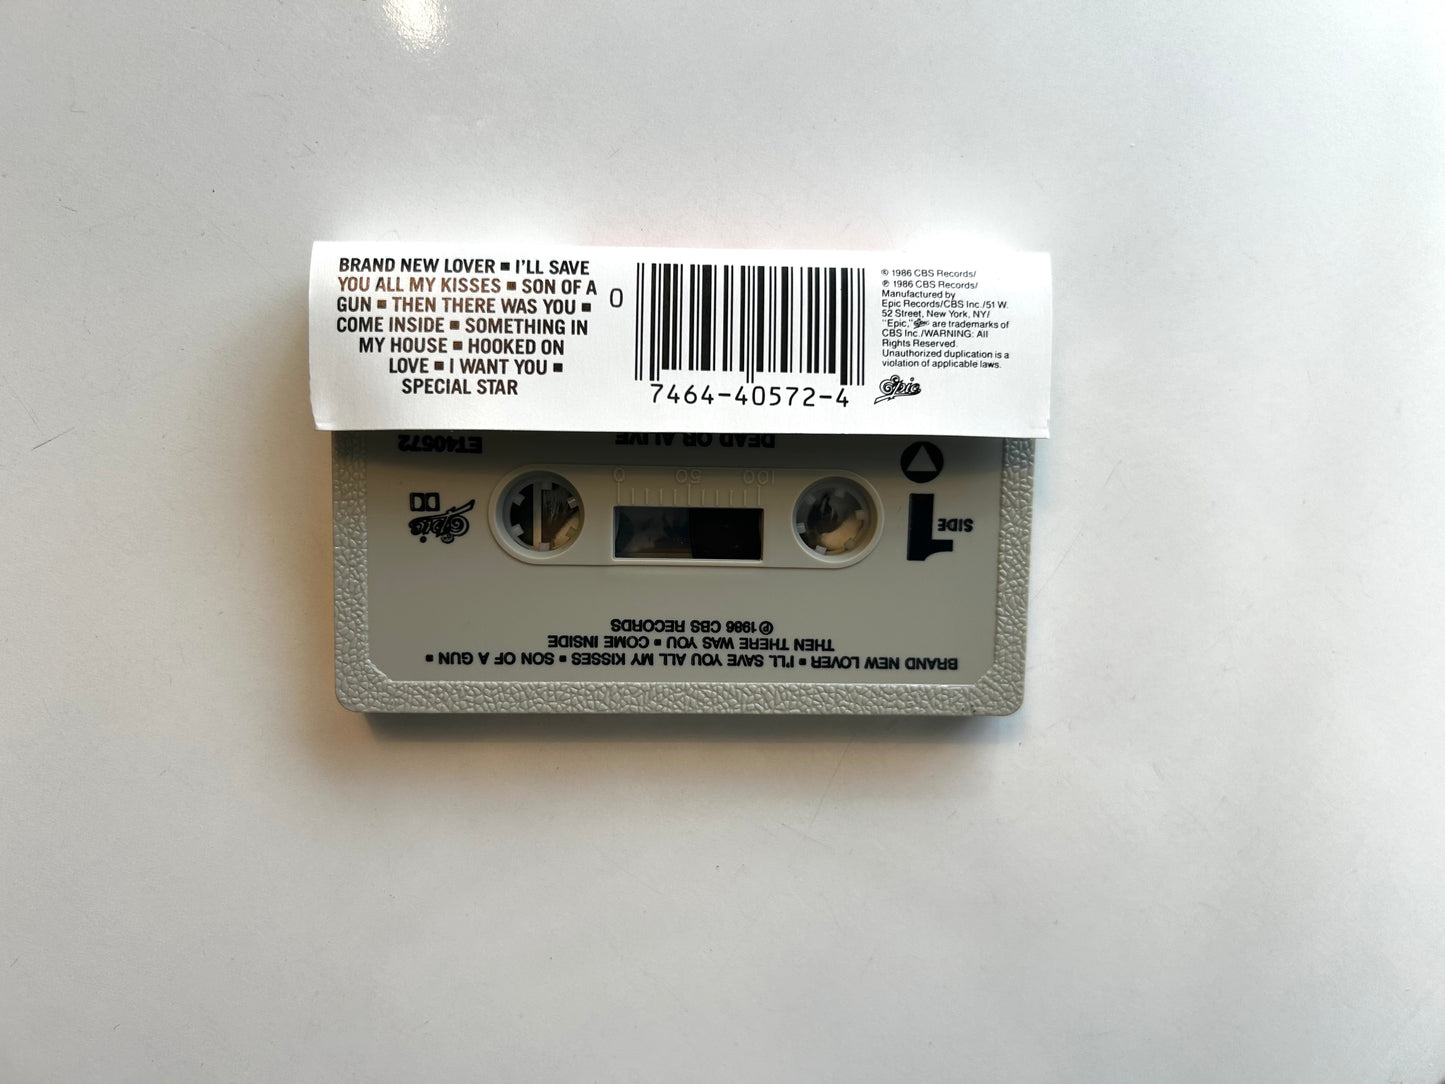 BRAND NEW LOVER ▪ I'LL SAVE
YOU ALL MY KISSES ▪ SON OF A
GUN ▪ THEN THERE WAS YOU ▪
COME INSIDE ▪ SOMETHING IN
MY HOUSE ▪ HOOKED ON
LOVE ▪ I WANT YOU ▪
SPECIAL STAR
0
7464-40572-4
© 1986 CBS Records/
℗ 1986 CBS Records/
Manufactured by
Epic Records/CBS Inc./51 W.
52 Street, New York, NY/
"Epic," Epic are trademarks of
CBS Inc./WARNING: All
Rights Reserved.
Unauthorized duplication is a
violation of applicable laws.
Epic
DEAD OR ALIVE
ET40572
SIDE
1
0 50 100
Epic
BRAND NEW LOVER ▪ I'LL SAVE YOU ALL MY KISSES ▪ SON OF A GUN ▪
THEN THERE WAS YOU ▪ COME INSIDE
℗ 1986 CBS RECORDS